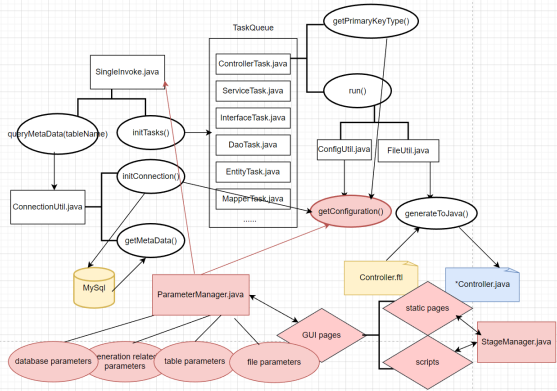 TaskQueue
getPrimaryKeyType()
SingleInvoke.java
ControllerTask.java
ServiceTask.java
run()
InterfaceTask.java
queryMetaData(tableName)
initTasks()
DaoTask.java
ConfigUtil.java
FileUtil.java
EntityTask.java
initConnection()
MapperTask.java
ConnectionUtil.java
getConfiguration()
generateToJava()
......
getMetaData()
MySql
Controller.ftl
*Controller.java
ParameterManager.java
static pages
GUI pages
StageManager.java
database parameters
related
parameters
table parameters
file parameters
scripts